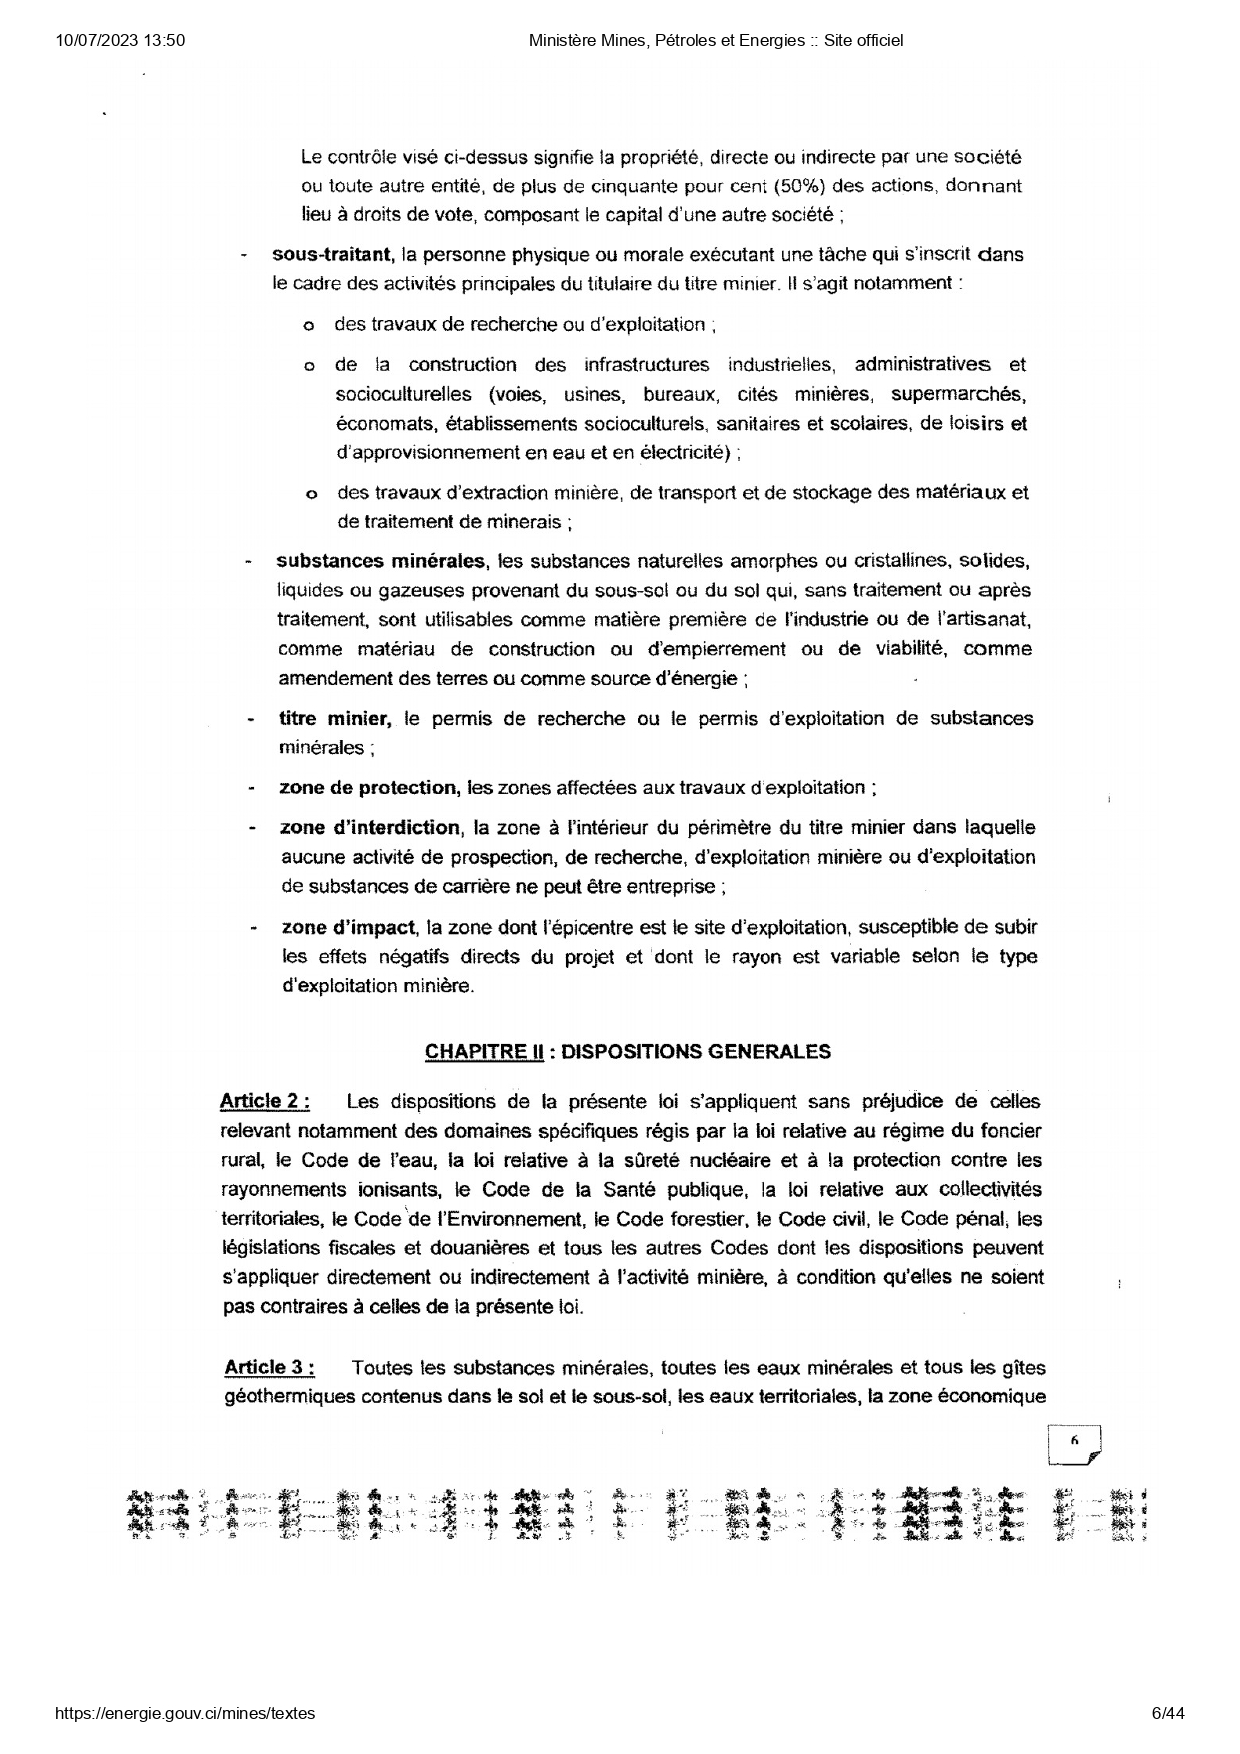 10/07/2023 13:50
Ministère Mines, Pétroles et Energies :: Site officiel
Le contrôle visé ci-dessus signifie la propriété, directe ou indirecte par une société
ou toute autre entité, de plus de cinquante pour cent (50%) des actions, donnant
lieu à droits de vote, composant le capital d'une autre société ;
- sous-traitant, la personne physique ou morale exécutant une tâche qui s'inscrit dans
le cadre des activités principales du titulaire du titre minier. Il s'agit notamment :
o des travaux de recherche ou d'exploitation ;
o de la construction des infrastructures industrielles, administratives et
socioculturelles (voies, usines, bureaux, cités minières, supermarchés,
économats, établissements socioculturels, sanitaires et scolaires, de loisirs et
d'approvisionnement en eau et en électricité) ;
o des travaux d'extraction minière, de transport et de stockage des matériaux et
de traitement de minerais ;
- substances minérales, les substances naturelles amorphes ou cristallines, solides,
liquides ou gazeuses provenant du sous-sol ou du sol qui, sans traitement ou après
traitement, sont utilisables comme matière première de l'industrie ou de l'artisanat,
comme matériau de construction ou d'empierrement ou de viabilité, comme
amendement des terres ou comme source d'énergie ;
- titre minier, le permis de recherche ou le permis d'exploitation de substances
minérales ;
- zone de protection, les zones affectées aux travaux d'exploitation ;
- zone d'interdiction, la zone à l'intérieur du périmètre du titre minier dans laquelle
aucune activité de prospection, de recherche, d'exploitation minière ou d'exploitation
de substances de carrière ne peut être entreprise ;
- zone d'impact, la zone dont l'épicentre est le site d'exploitation, susceptible de subir
les effets négatifs directs du projet et dont le rayon est variable selon le type
d'exploitation minière.
CHAPITRE II : DISPOSITIONS GENERALES
Article 2 : Les dispositions de la présente loi s'appliquent sans préjudice de celles
relevant notamment des domaines spécifiques régis par la loi relative au régime du foncier
rural, le Code de l'eau, la loi relative à la sûreté nucléaire et à la protection contre les
rayonnements ionisants, le Code de la Santé publique, la loi relative aux collectivités
territoriales, le Code de l'Environnement, le Code forestier, le Code civil, le Code pénal, les
législations fiscales et douanières et tous les autres Codes dont les dispositions peuvent
s'appliquer directement ou indirectement à l'activité minière, à condition qu'elles ne soient
pas contraires à celles de la présente loi.
Article 3 : Toutes les substances minérales, toutes les eaux minérales et tous les gîtes
géothermiques contenus dans le sol et le sous-sol, les eaux territoriales, la zone économique
6
https://energie.gouv.ci/mines/textes
6/44